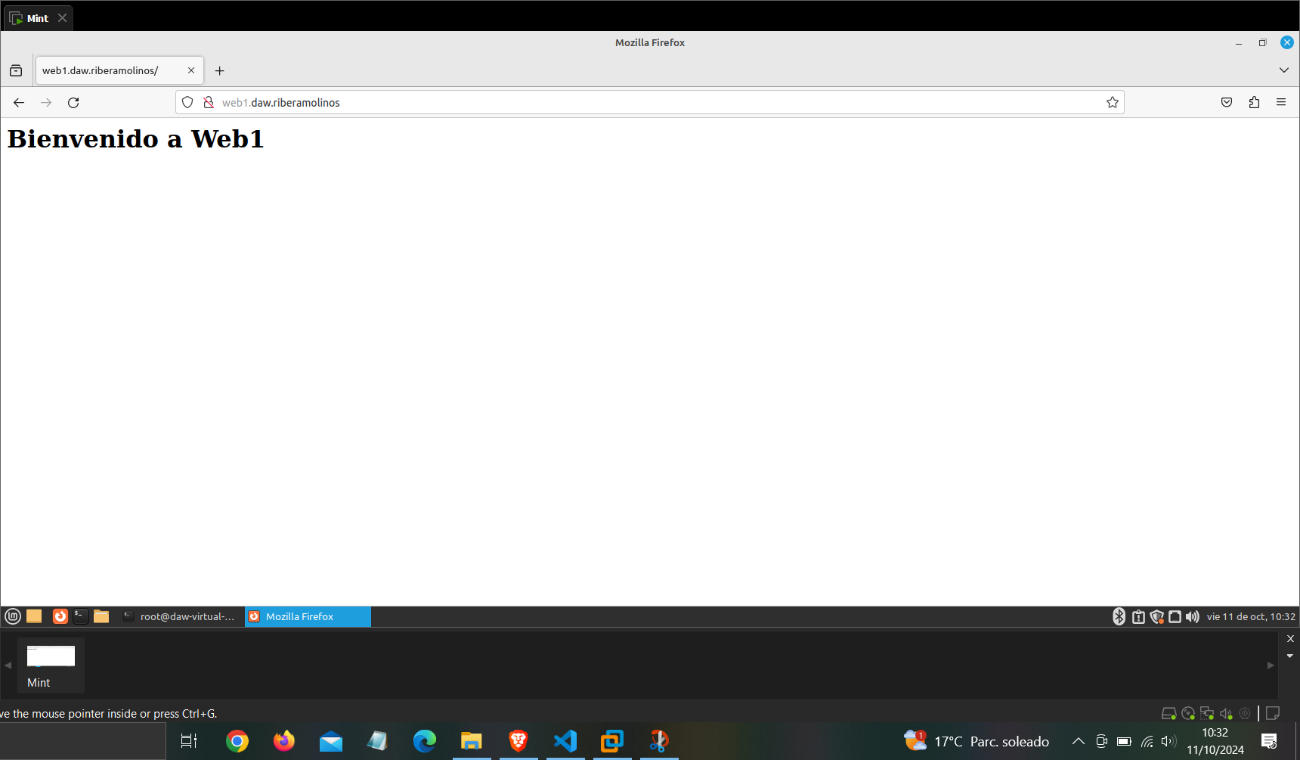 Mint
Mozilla Firefox
web1.daw.riberamolinos/
web1.daw.riberamolinos
Bienvenido a Web1
root@daw-virtual-...
Mozilla Firefox
vie 11 de oct, 10:32
Mint
ve the mouse pointer inside or press Ctrl+G.
1
17°C Parc. soleado
10:32
11/10/2024